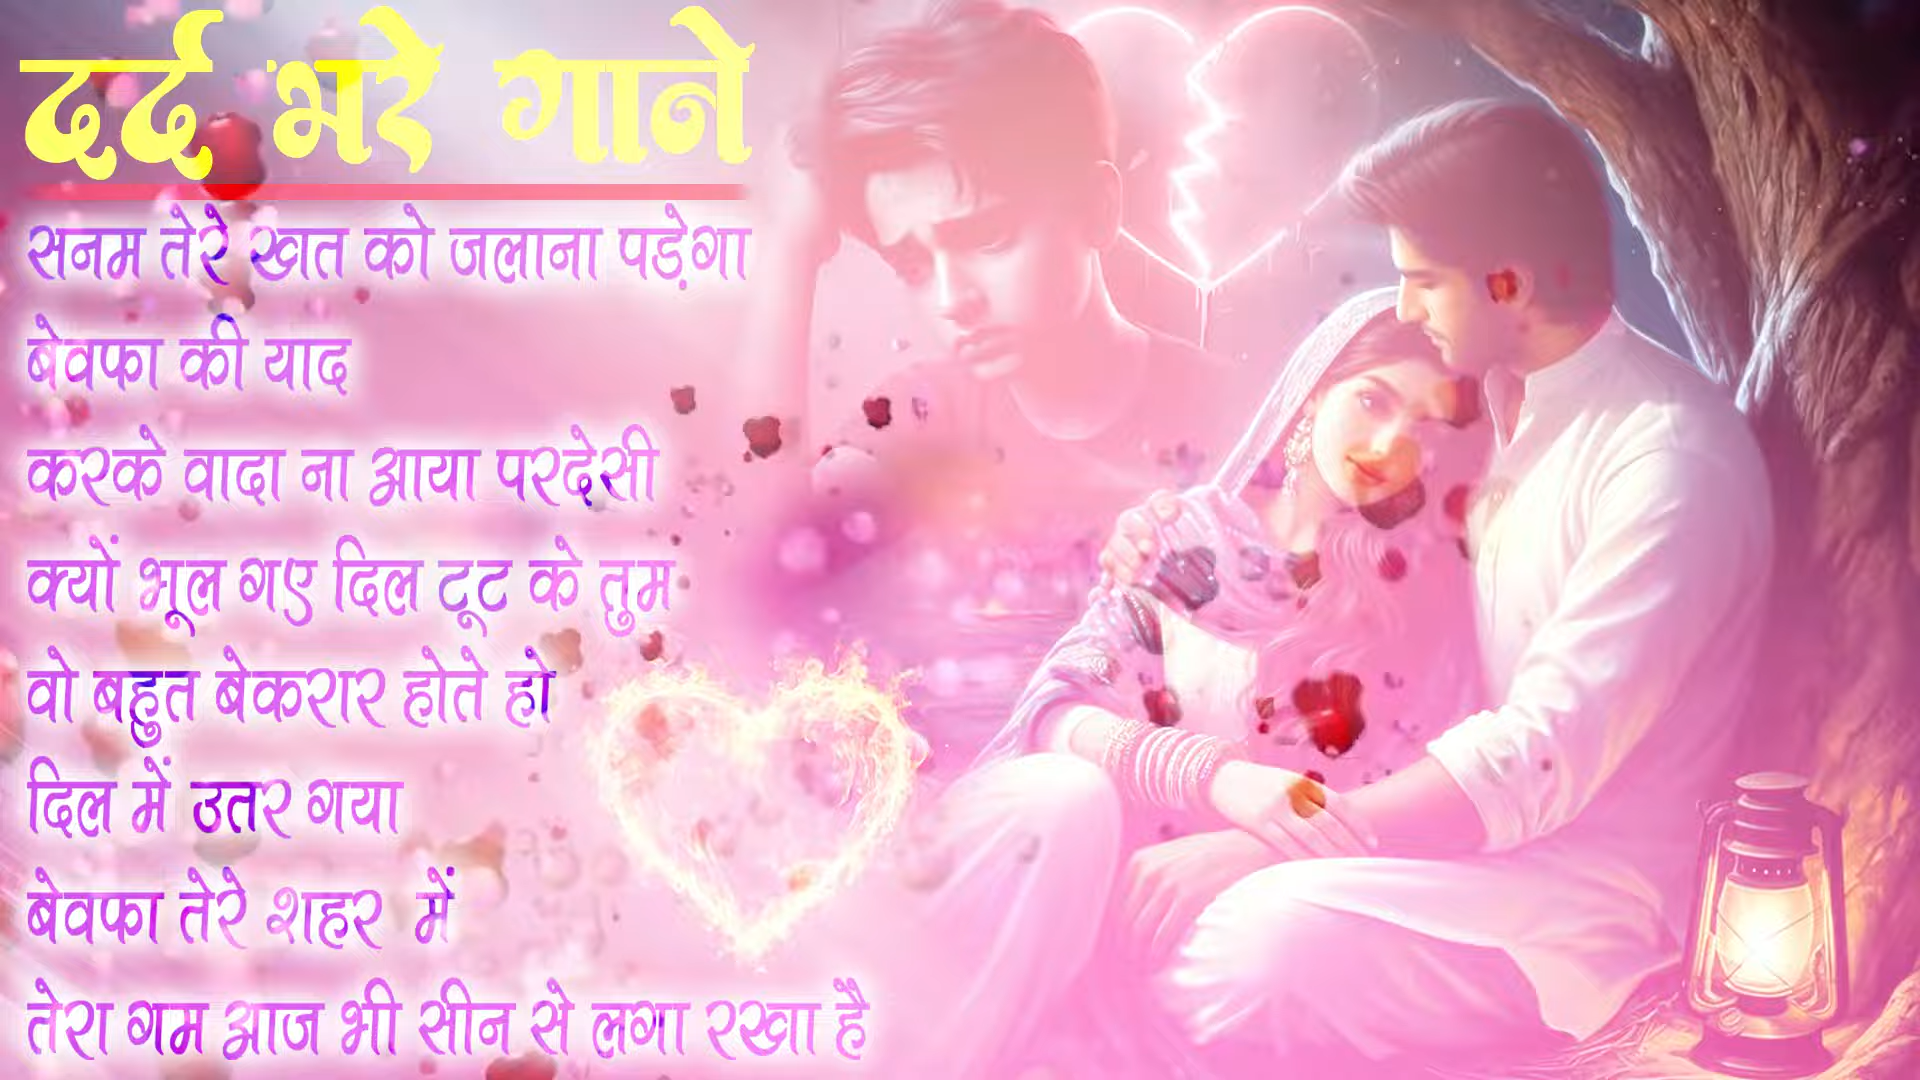 दर्द भरे गाने
सनम तेरे खत को जलाना पड़ेगा
बेवफा की याद
करके वादा ना आया परदेसी
क्यों भूल गए दिल टूट के तुम
वो बहुत बेकरार होते हो
दिल में उतर गया
बेवफा तेरे शहर में
तेरा गम आज भी सीन से लगा रखा है